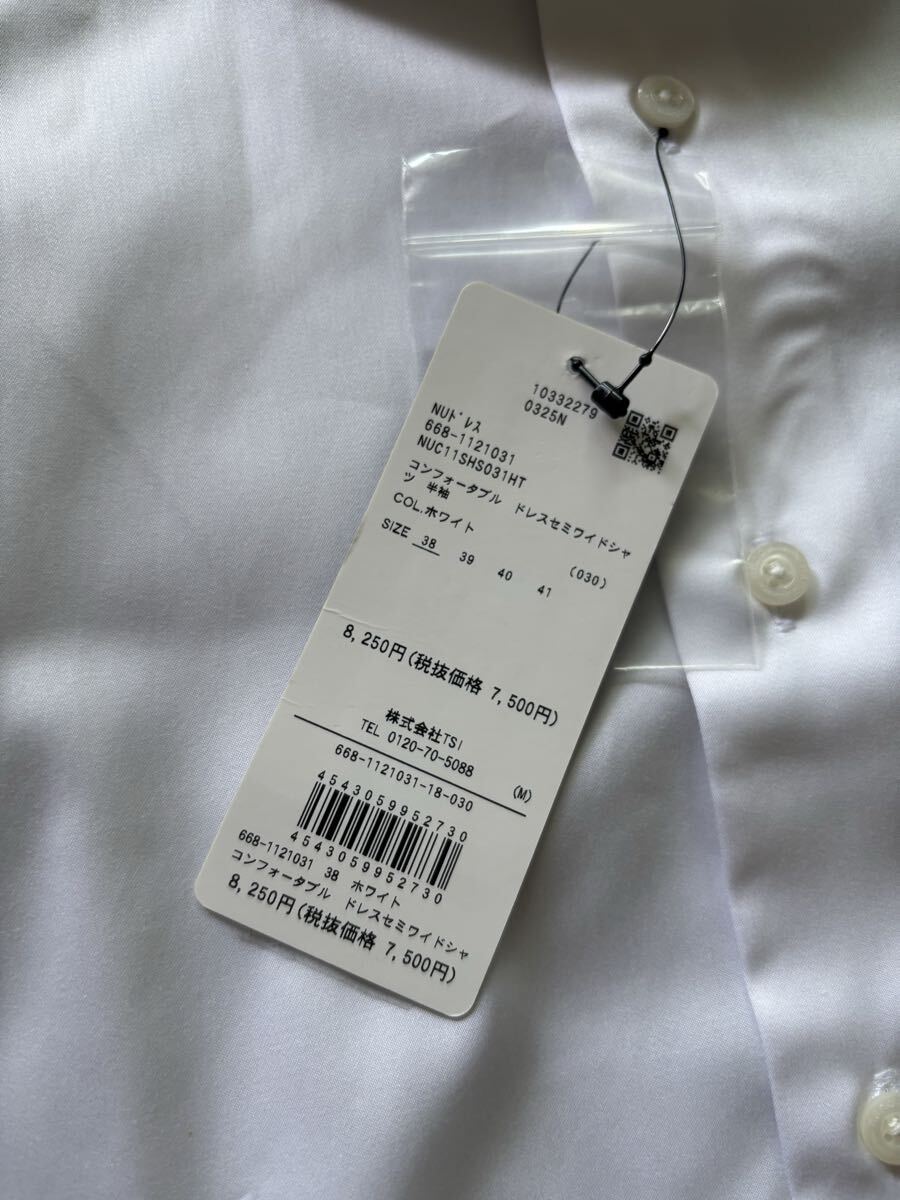 10332279
0325N
NUドレス
668-1121031
NUC11SHS031HT
コンフォータブル ドレスセミワイドシャ
ツ 半袖
COL.ホワイト (030)
SIZE 38 39 40 41
8,250円(税抜価格 7,500円)
株式会社TSI
TEL 0120-70-5088
(M)
668-1121031-18-030
4543059952730
4543059952730
668-1121031 38 ホワイト
コンフォータブル ドレスセミワイドシャ
8,250円(税抜価格 7,500円)